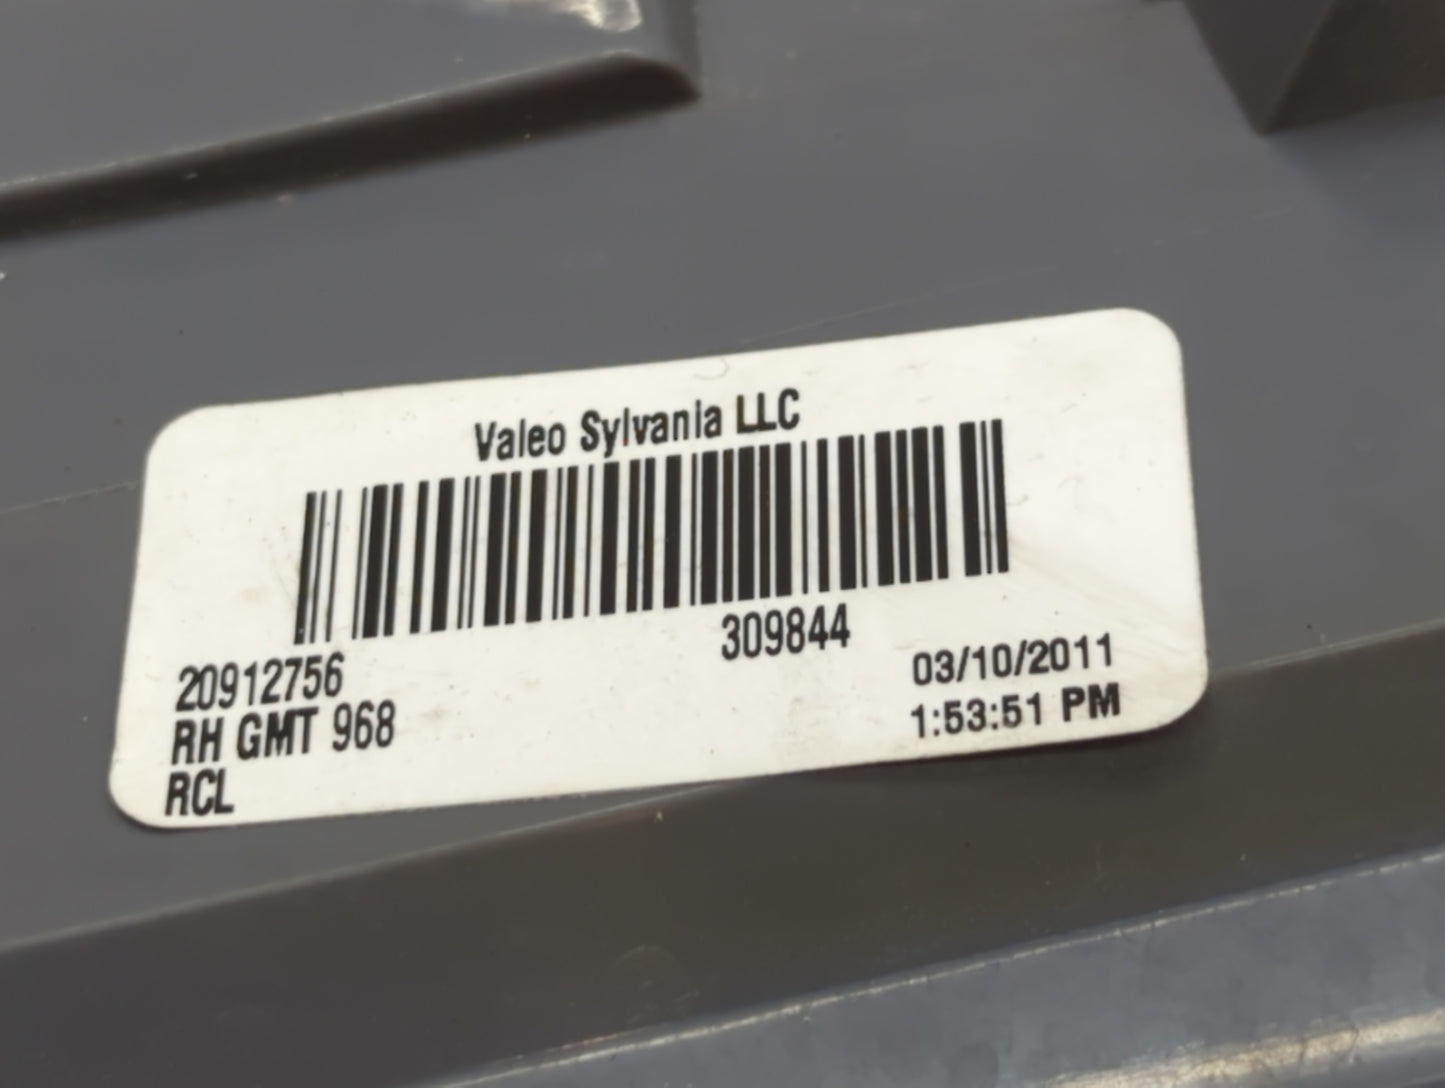 Valeo Sylvania LLC
309844
20912756
RH GMT 968
RCL
03/10/2011
1:53:51 PM